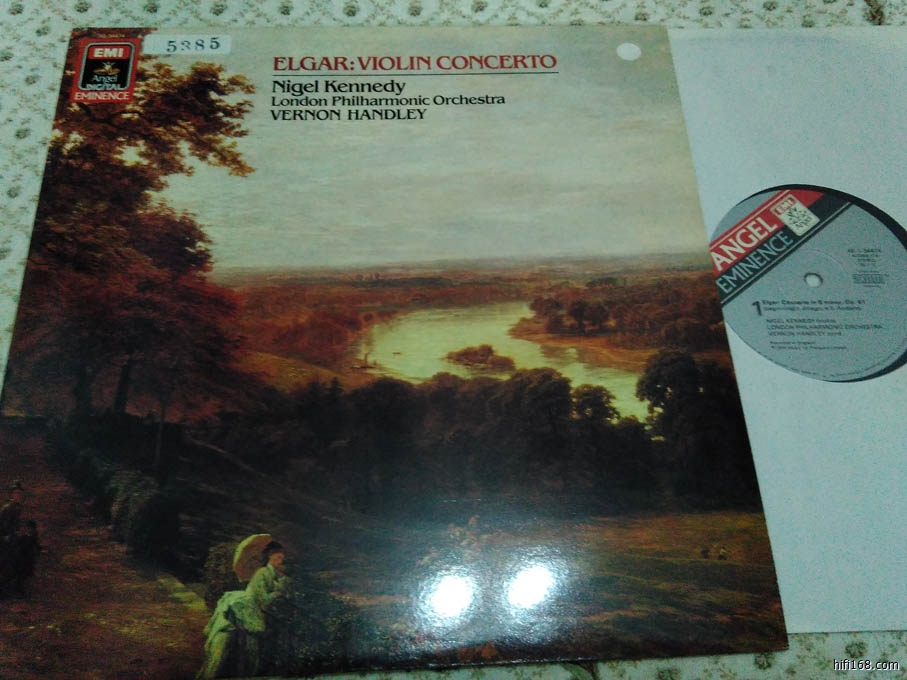 EMI
Angel
DIGITAL
EMINENCE
5385
ELGAR: VIOLIN CONCERTO
Nigel Kennedy
London Philharmonic Orchestra
VERNON HANDLEY
EMI
ANGEL
EMINENCE
1
Elgar: Concerto in B minor, Op. 61
NIGEL KENNEDY
LONDON PHILHARMONIC ORCHESTRA
VERNON HANDLEY
hifi168.com